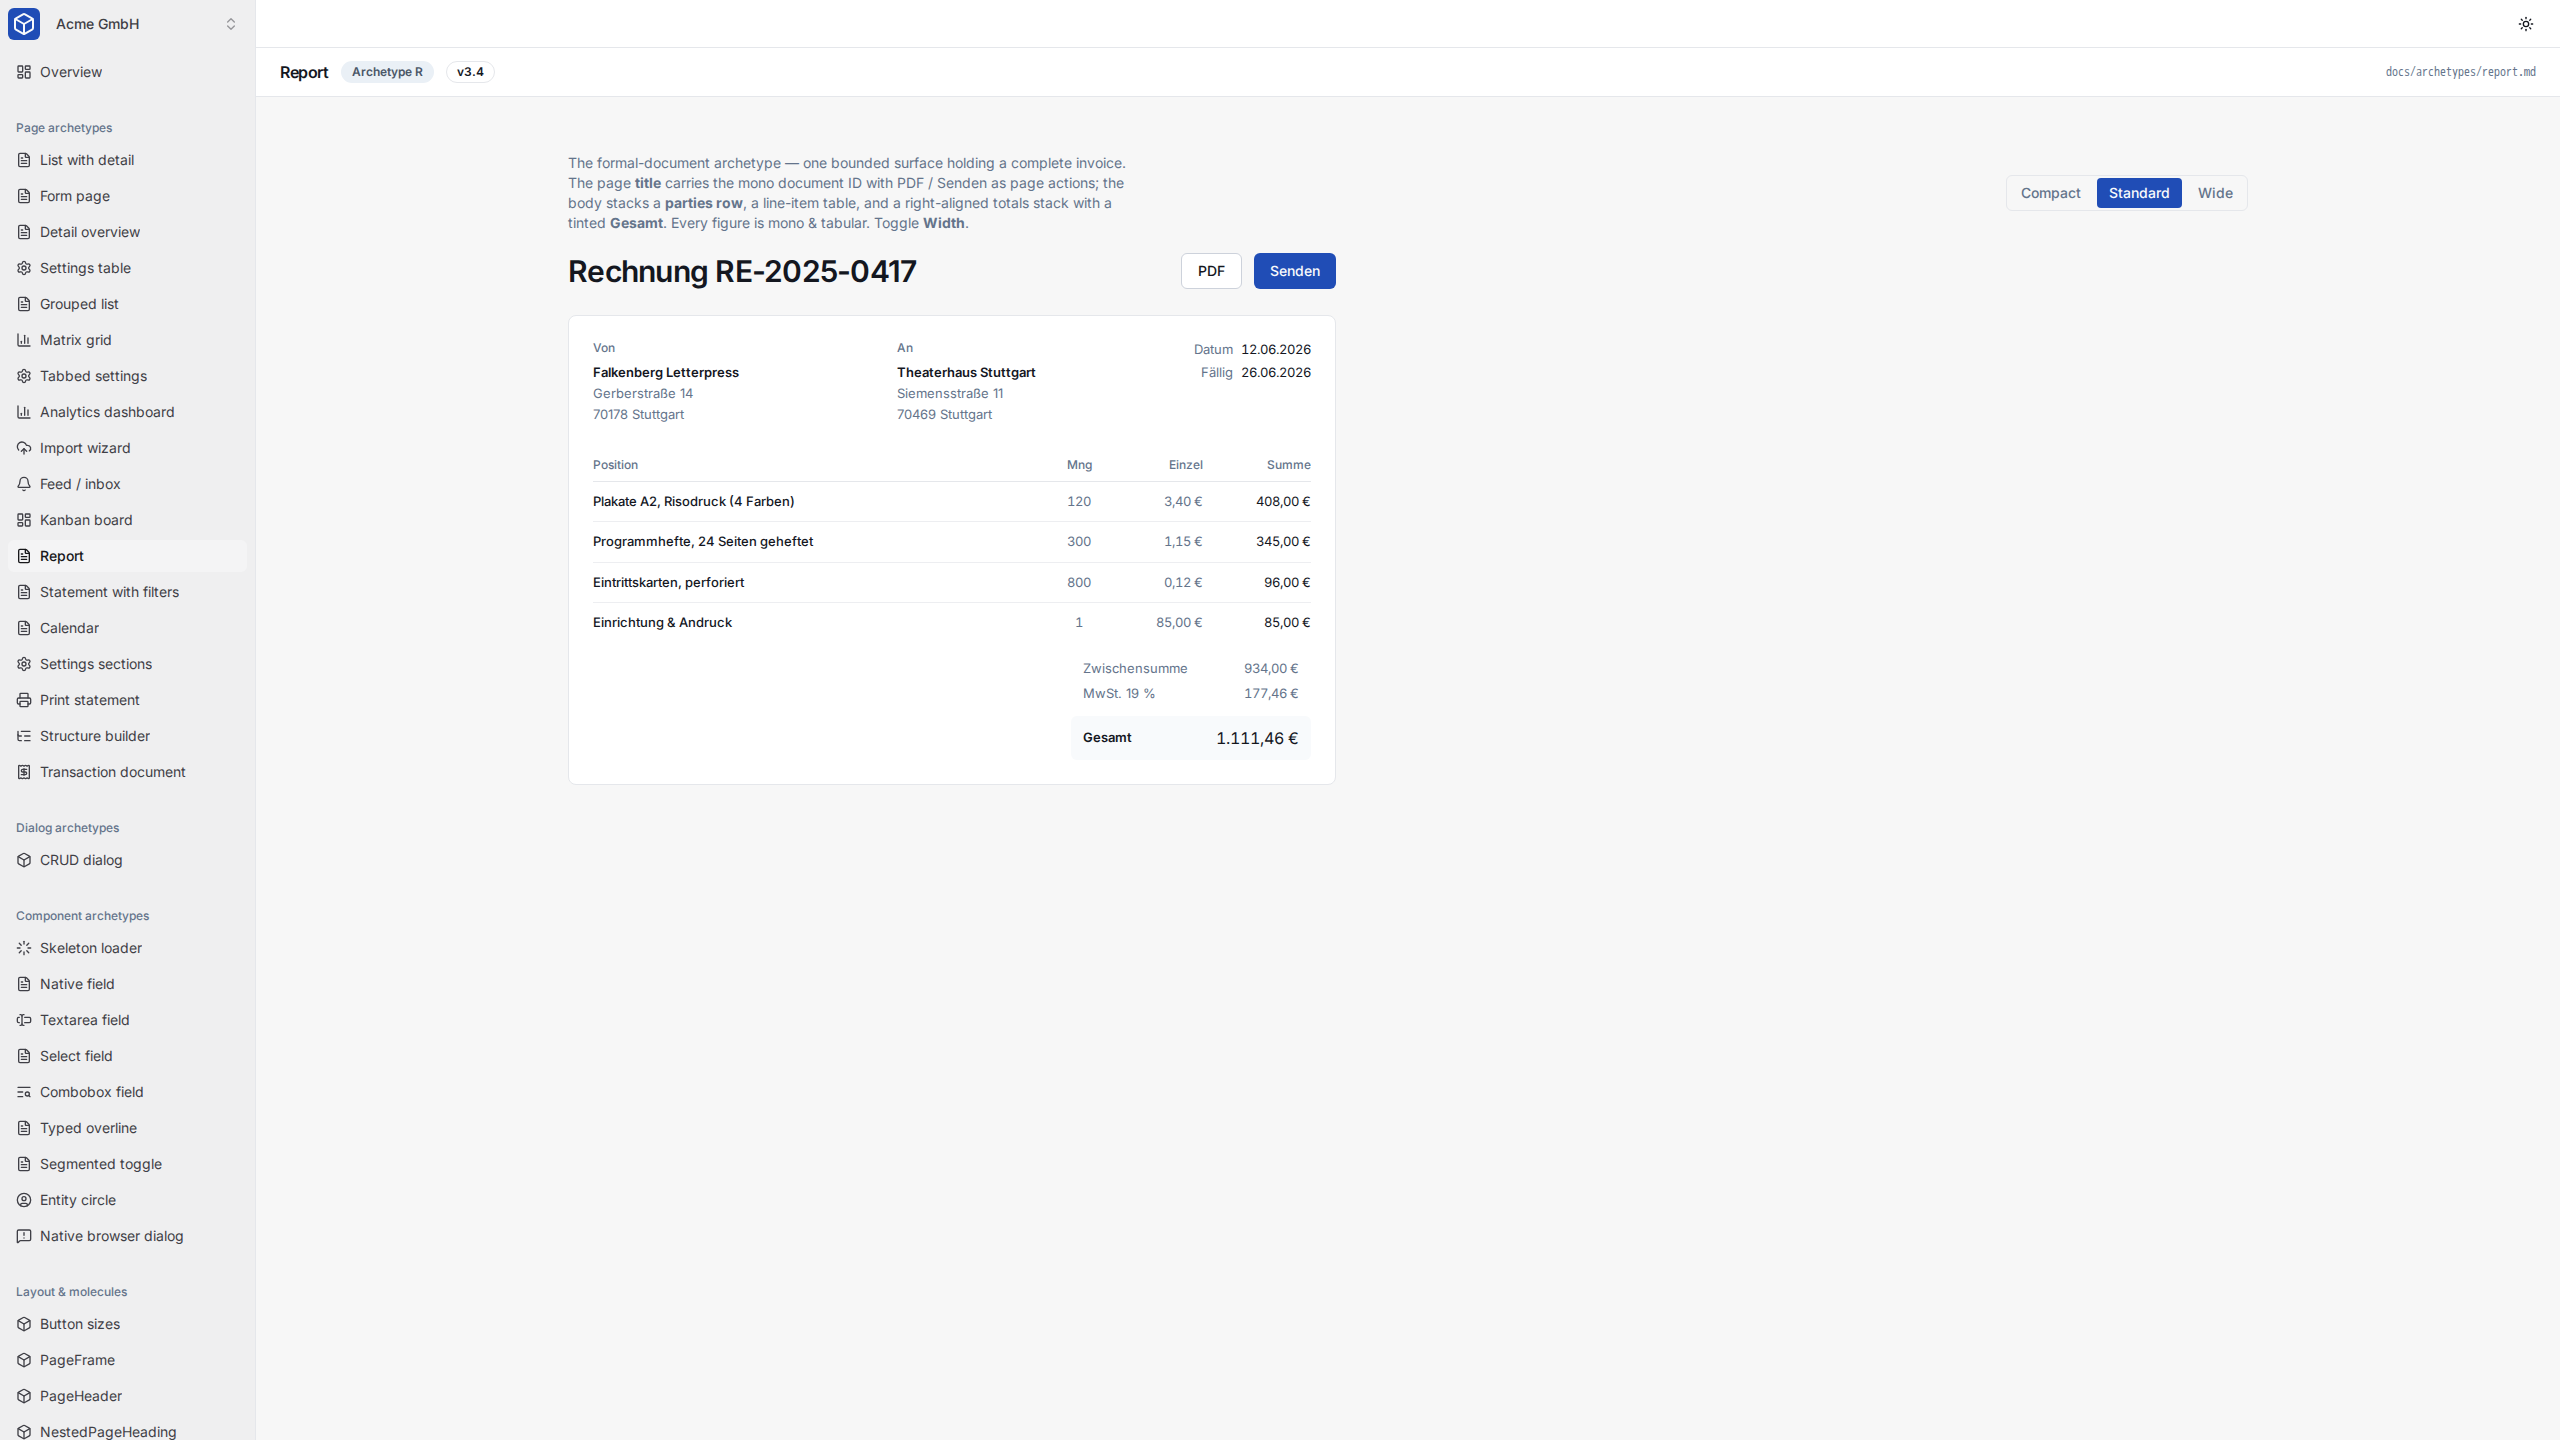 Acme GmbH
Overview
Page archetypes
List with detail
Form page
Detail overview
Settings table
Grouped list
Matrix grid
Tabbed settings
Analytics dashboard
Import wizard
Feed / inbox
Kanban board
Report
Statement with filters
Calendar
Settings sections
Print statement
Structure builder
Transaction document
Dialog archetypes
CRUD dialog
Component archetypes
Skeleton loader
Native field
Textarea field
Select field
Combobox field
Typed overline
Segmented toggle
Entity circle
Native browser dialog
Layout & molecules
Button sizes
PageFrame
PageHeader
NestedPageHeading
Report Archetype R v3.4 docs/archetypes/report.md
The formal-document archetype — one bounded surface holding a complete invoice.
The page title carries the mono document ID with PDF / Senden as page actions; the
body stacks a parties row, a line-item table, and a right-aligned totals stack with a
tinted Gesamt. Every figure is mono & tabular. Toggle Width.
Compact Standard Wide
Rechnung RE-2025-0417 PDF Senden
Von An Datum 12.06.2026
Falkenberg Letterpress Theaterhaus Stuttgart Fällig 26.06.2026
Gerberstraße 14 Siemensstraße 11
70178 Stuttgart 70469 Stuttgart
Position Mng Einzel Summe
Plakate A2, Risodruck (4 Farben) 120 3,40 € 408,00 €
Programmhefte, 24 Seiten geheftet 300 1,15 € 345,00 €
Eintrittskarten, perforiert 800 0,12 € 96,00 €
Einrichtung & Andruck 1 85,00 € 85,00 €
Zwischensumme 934,00 €
MwSt. 19 % 177,46 €
Gesamt 1.111,46 €